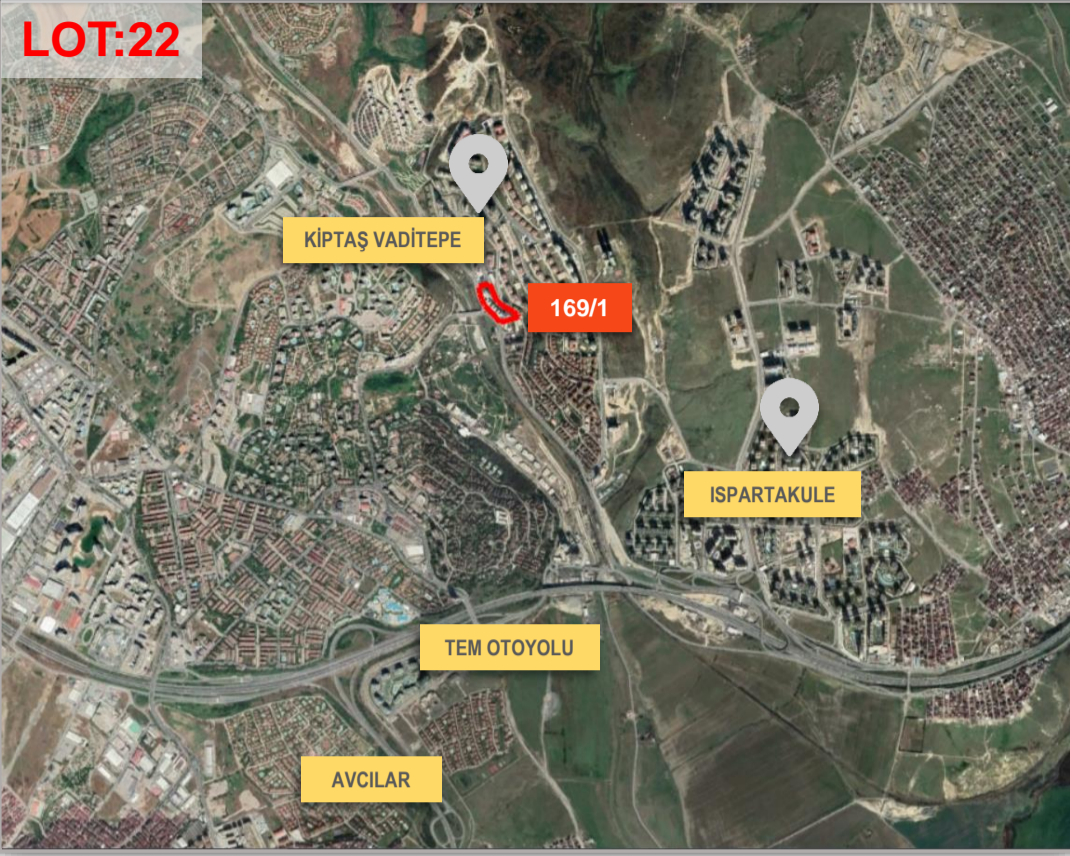 LOT:22
KİPTAŞ VADİTEPE
169/1
ISPARTAKULE
TEM OTOYOLU
AVCILAR